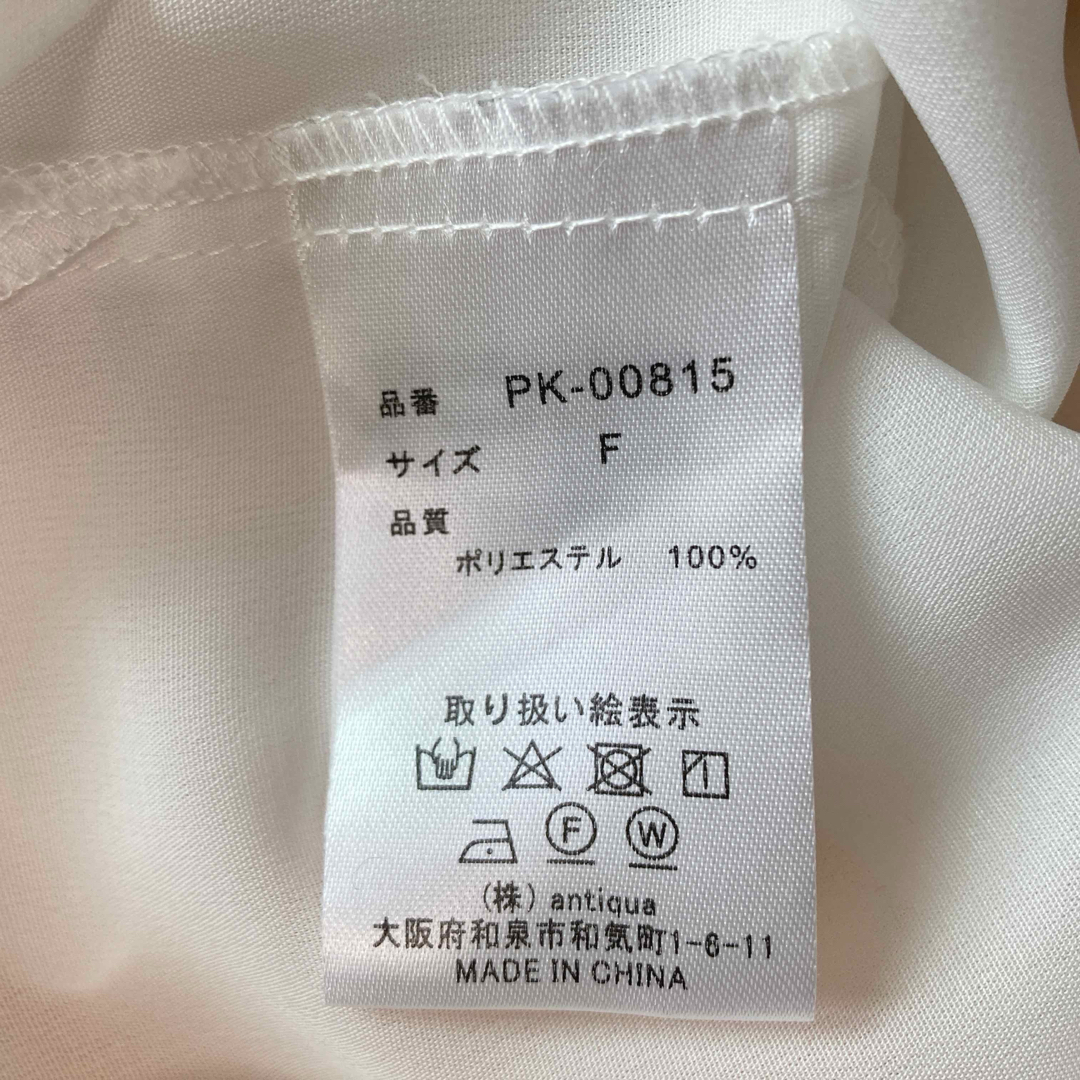 品番 PK-00815
サイズ F
品質
ポリエステル 100%
取り扱い絵表示
F W
(株) antiqua
大阪府和泉市和気町1-6-11
MADE IN CHINA